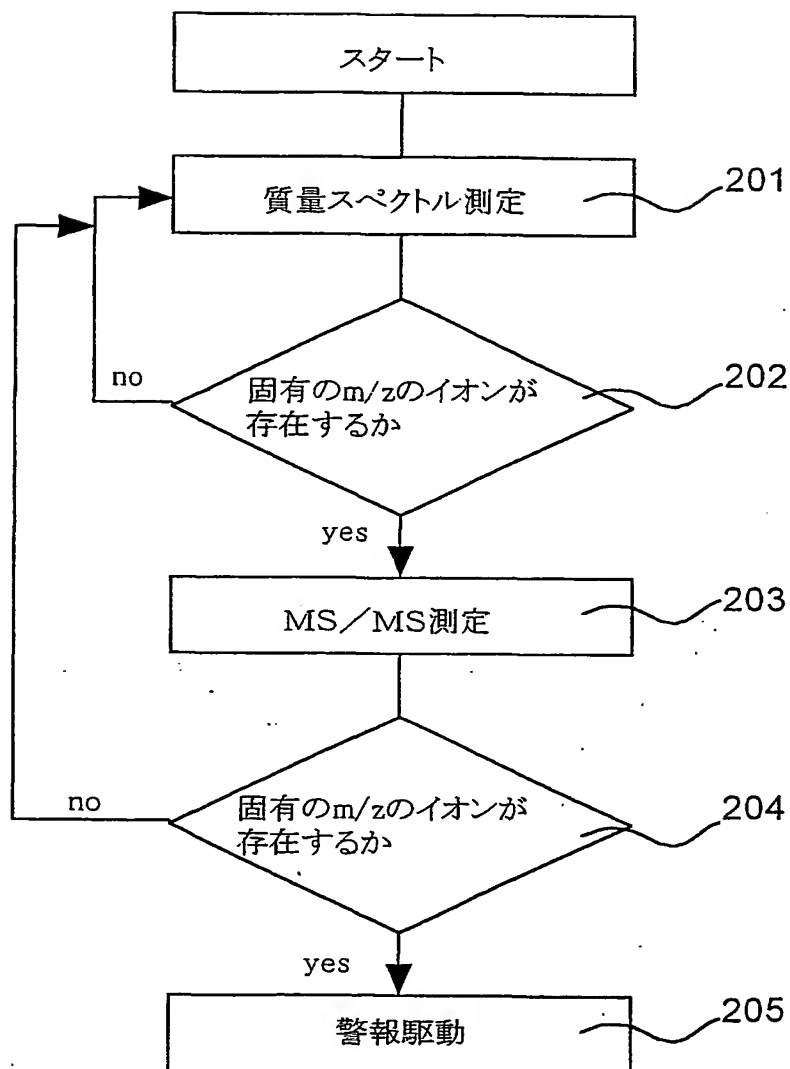 スタート
質量スペクトル測定
201
固有のm/zのイオンが
存在するか
202
no
yes
MS／MS測定
203
固有のm/zのイオンが
存在するか
204
no
yes
警報駆動
205